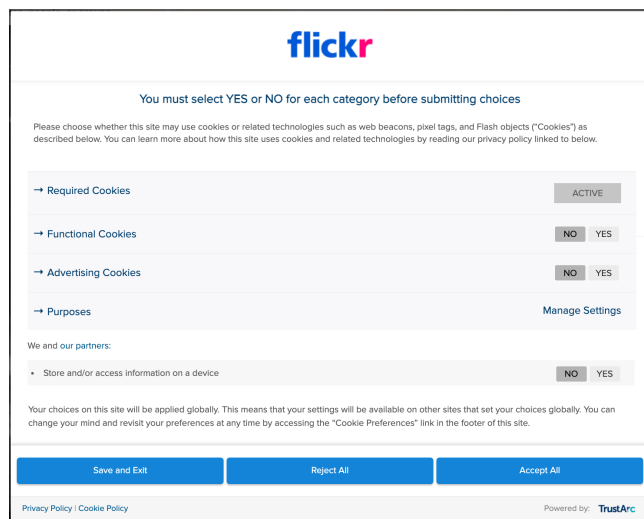 flickr
You must select YES or NO for each category before submitting choices
Please choose whether this site may use cookies or related technologies such as web beacons, pixel tags, and Flash objects ("Cookies") as
described below. You can learn more about how this site uses cookies and related technologies by reading our privacy policy linked to below.
→ Required Cookies ACTIVE
→ Functional Cookies NO YES
→ Advertising Cookies NO YES
→ Purposes Manage Settings
We and our partners:
• Store and/or access information on a device NO YES
Your choices on this site will be applied globally. This means that your settings will be available on other sites that set your choices globally. You can
change your mind and revisit your preferences at any time by accessing the "Cookie Preferences" link in the footer of this site.
Save and Exit Reject All Accept All
Privacy Policy | Cookie Policy Powered by: TrustArc